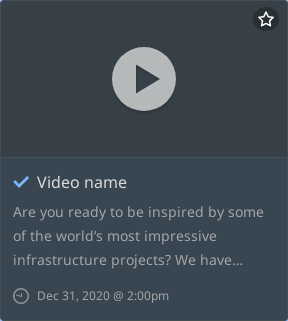 Video name
Are you ready to be inspired by some
of the world’s most impressive
infrastructure projects? We have...
Dec 31, 2020 @ 2:00pm